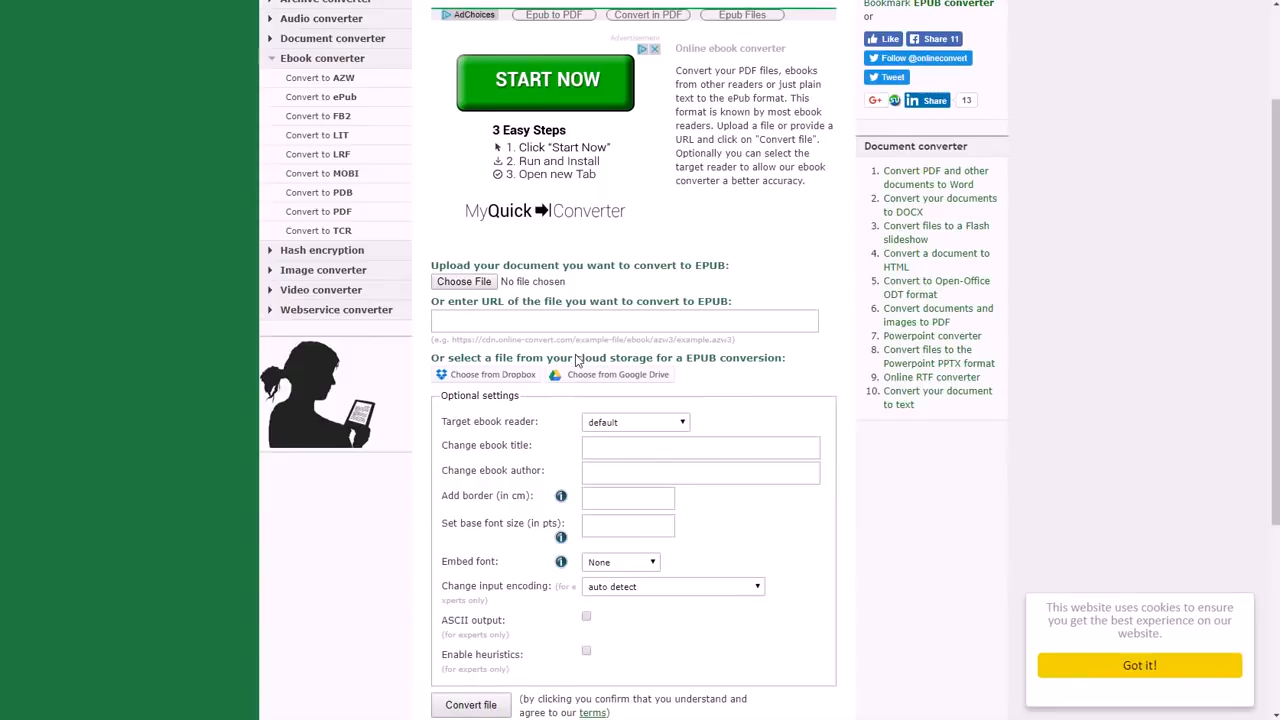 Archive converter
Audio converter
Document converter
Ebook converter
Convert to AZW
Convert to ePub
Convert to FB2
Convert to LIT
Convert to LRF
Convert to MOBI
Convert to PDB
Convert to PDF
Convert to TCR
Hash encryption
Image converter
Video converter
Webservice converter
AdChoices
Epub to PDF
Convert in PDF
Epub Files
Advertisement
START NOW
3 Easy Steps
1. Click "Start Now"
2. Run and Install
3. Open new Tab
MyQuick Converter
Online ebook converter
Convert your PDF files, ebooks
from other readers or just plain
text to the ePub format. This
format is known by most ebook
readers. Upload a file or provide a
URL and click on "Convert file".
Optionally you can select the
target reader to allow our ebook
converter a better accuracy.
Upload your document you want to convert to EPUB:
Choose File No file chosen
Or enter URL of the file you want to convert to EPUB:
(e.g. https://cdn.online-convert.com/example-file/ebook/azw3/example.azw3)
Or select a file from your cloud storage for a EPUB conversion:
Choose from Dropbox Choose from Google Drive
Optional settings
Target ebook reader: default
Change ebook title:
Change ebook author:
Add border (in cm):
Set base font size (in pts):
Embed font: None
Change input encoding: (for e
xperts only)
auto detect
ASCII output:
(for experts only)
Enable heuristics:
(for experts only)
Convert file
(by clicking you confirm that you understand and
agree to our terms)
Bookmark EPUB converter
or
Like Share 11
Follow @onlineconvert
Tweet
G+ in Share 13
Document converter
1. Convert PDF and other
documents to Word
2. Convert your documents
to DOCX
3. Convert files to a Flash
slideshow
4. Convert a document to
HTML
5. Convert to Open-Office
ODT format
6. Convert documents and
images to PDF
7. Powerpoint converter
8. Convert files to the
Powerpoint PPTX format
9. Online RTF converter
10. Convert your document
to text
This website uses cookies to ensure
you get the best experience on our
website.
Got it!